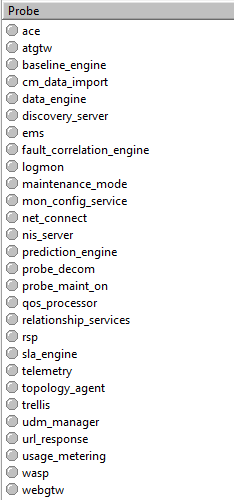 Probe
ace
atgtw
baseline_engine
cm_data_import
data_engine
discovery_server
ems
fault_correlation_engine
logmon
maintenance_mode
mon_config_service
net_connect
nis_server
prediction_engine
probe_decom
probe_maint_on
qos_processor
relationship_services
rsp
sla_engine
telemetry
topology_agent
trellis
udm_manager
url_response
usage_metering
wasp
webgtw